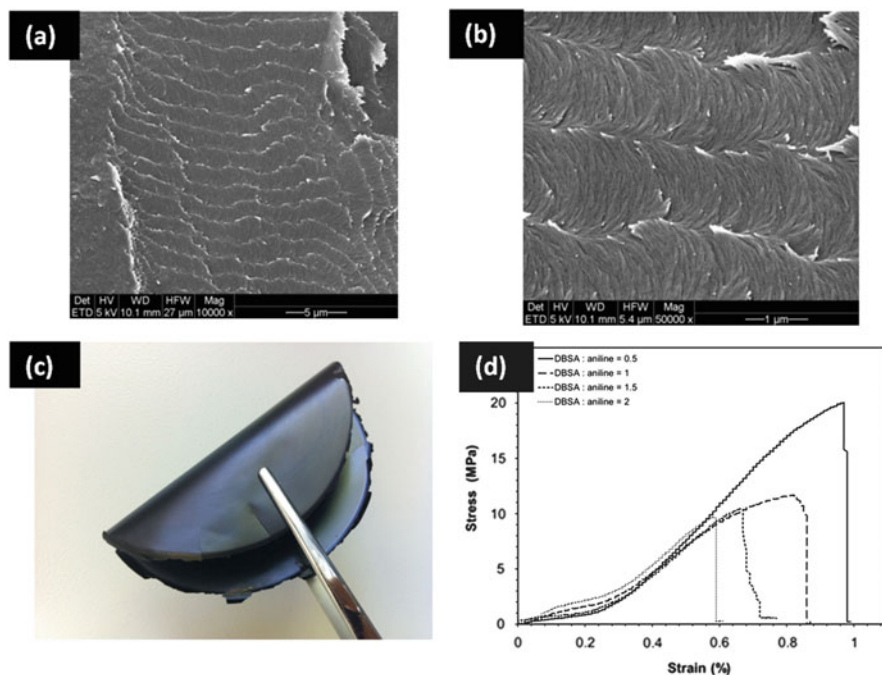 (a)
Det HV WD HFW Mag
ETD 5 kV 10.1 mm 27 µm 10000 x 5 µm
(b)
Det HV WD HFW Mag
ETD 5 kV 10.1 mm 5.4 µm 50000 x 1 µm
(c)
(d)
DBSA : aniline = 0.5
DBSA : aniline = 1
DBSA : aniline = 1.5
DBSA : aniline = 2
Stress (MPa)
20
15
10
5
0
0 0.2 0.4 0.6 0.8 1
Strain (%)